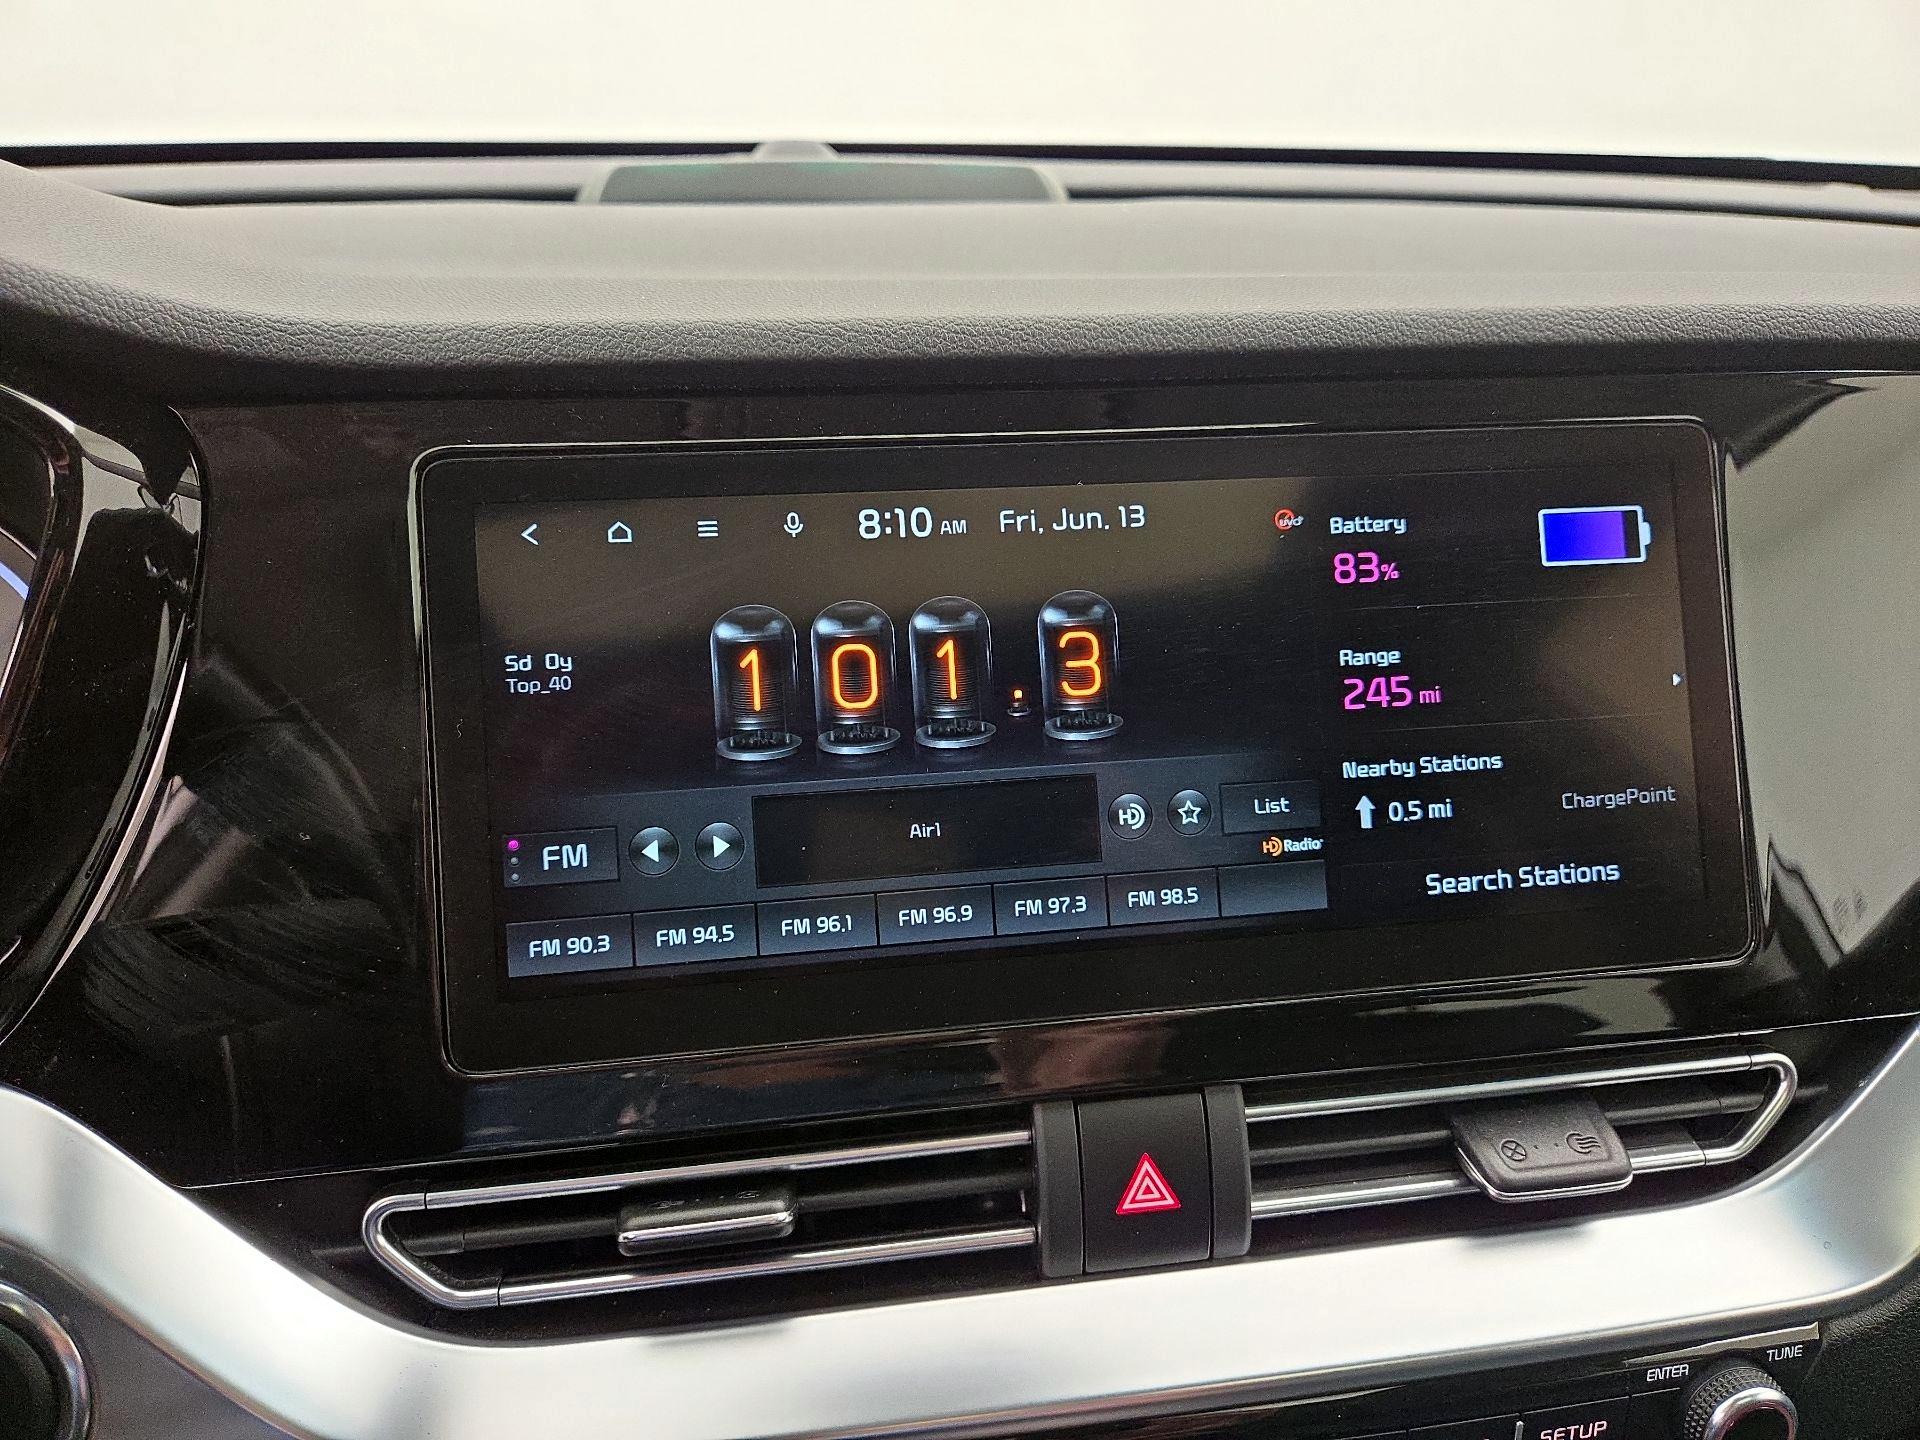 8:10 AM Fri, Jun. 13
UVO
Battery
83%
Sd Oy
Top_40
101.3
Range
245 mi
Nearby Stations
0.5 mi
ChargePoint
FM
Air1
HD
List
HD Radio
Search Stations
FM 90.3
FM 94.5
FM 96.1
FM 96.9
FM 97.3
FM 98.5
ENTER
TUNE
SETUP